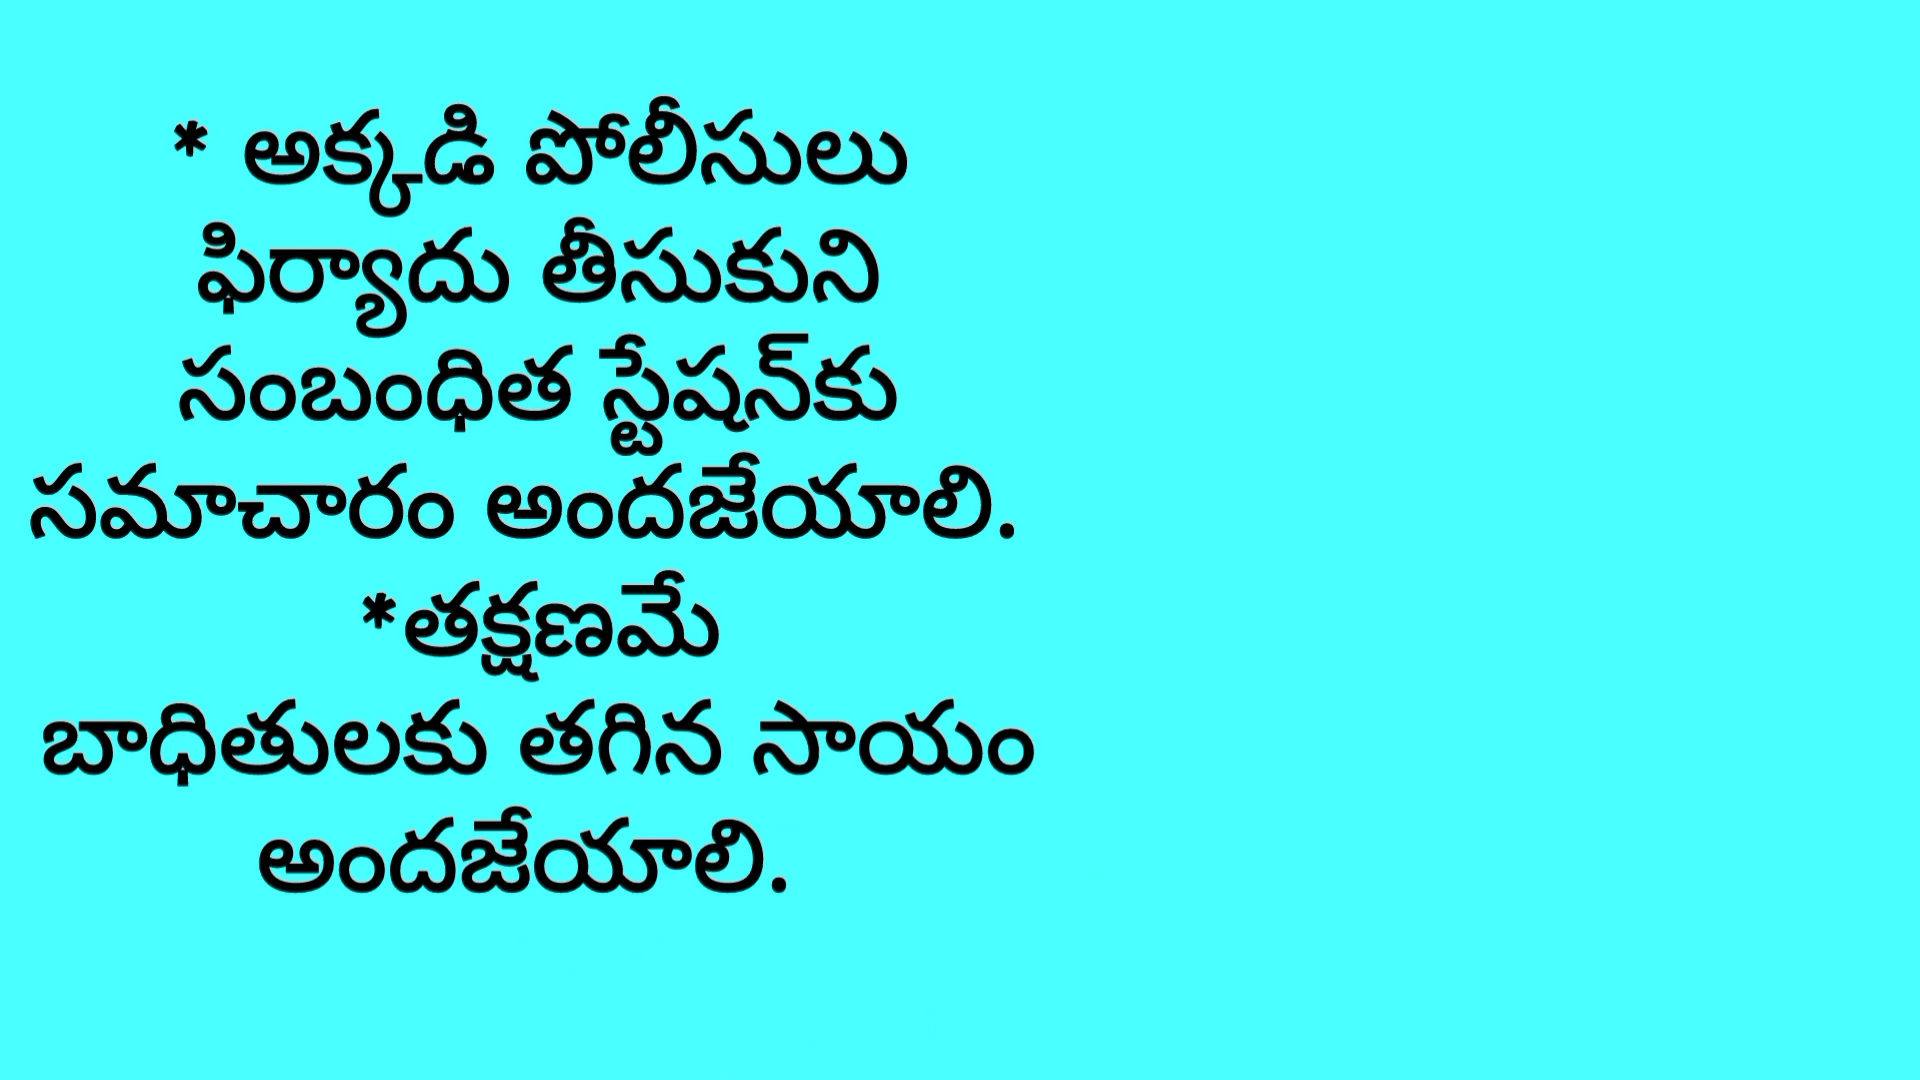 * అక్కడి పోలీసులు
ఫిర్యాదు తీసుకుని
సంబంధిత స్టేషన్‌కు
సమాచారం అందజేయాలి.
*తక్షణమే
బాధితులకు తగిన సాయం
అందజేయాలి.